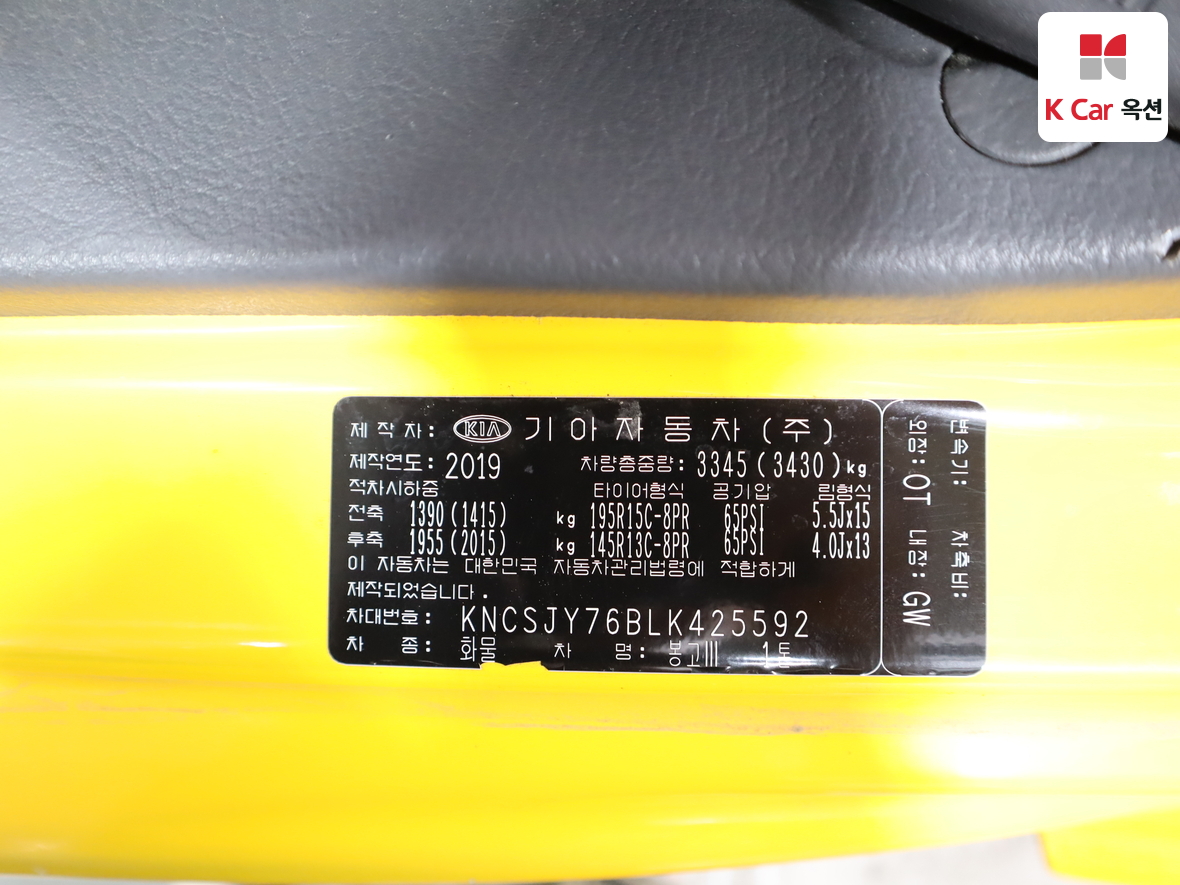 K Car 옥션
제 작 자: KIA 기 아 자 동 차 (주)
제작연도: 2019 차량총중량: 3345 (3430) kg
적차시하중 타이어형식 공기압 림형식
전축 1390 (1415) kg 195R15C-8PR 65PSI 5.5Jx15
후축 1955 (2015) kg 145R13C-8PR 65PSI 4.0Jx13
이 자동차는 대한민국 자동차관리법령에 적합하게
제작되었습니다.
차대번호: KNCSJY76BLK425592
차 종: 화물 차 명: 봉고III 1톤
변속기: 차축비:
외장: OT 내장: GW